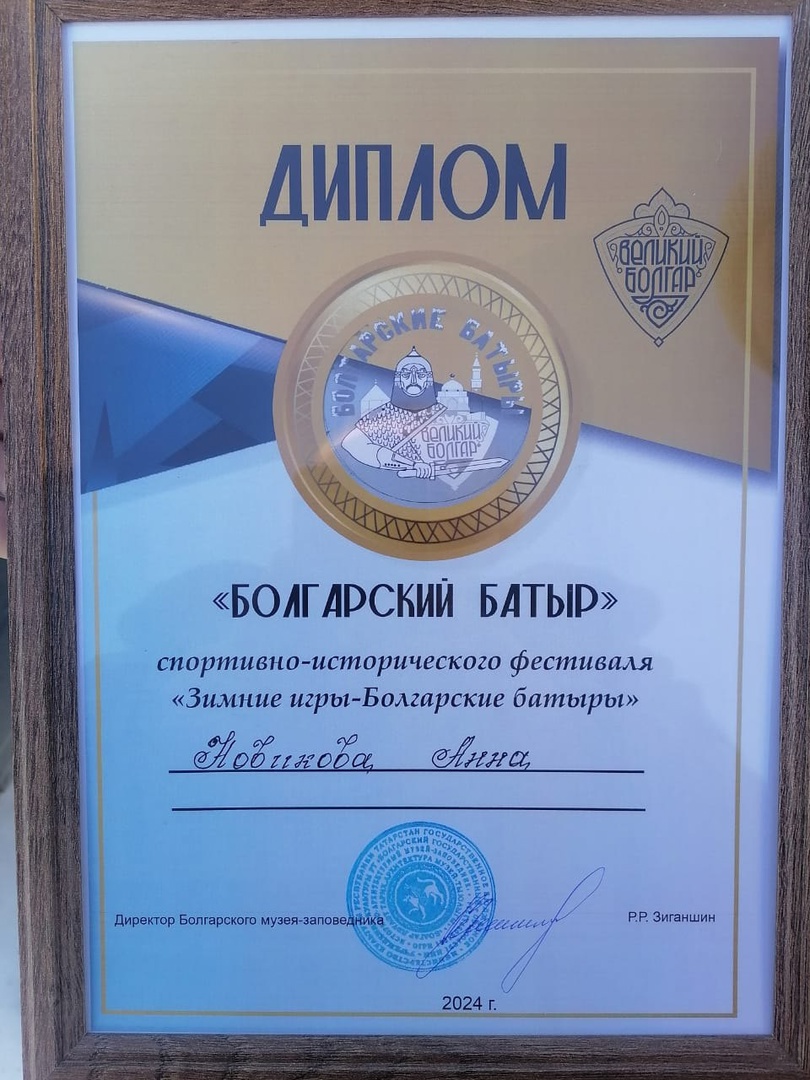 ДИПЛОМ
ВЕЛИКИЙ
БОЛГАР
БОЛГАРСКИЕ БАТЫРЫ
ВЕЛИКИЙ
БОЛГАР
«БОЛГАРСКИЙ БАТЫР»
спортивно-исторического фестиваля
«Зимние игры-Болгарские батыры»
Новикова Анна
Директор Болгарского музея-заповедника
Р.Р. Зиганшин
2024 г.